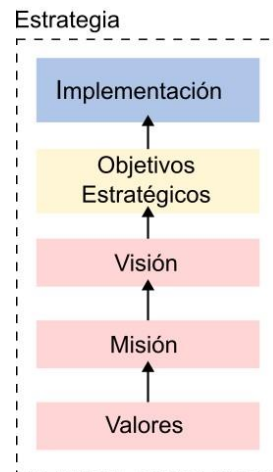 Estrategia
Implementación
Objetivos
Estratégicos
Visión
Misión
Valores